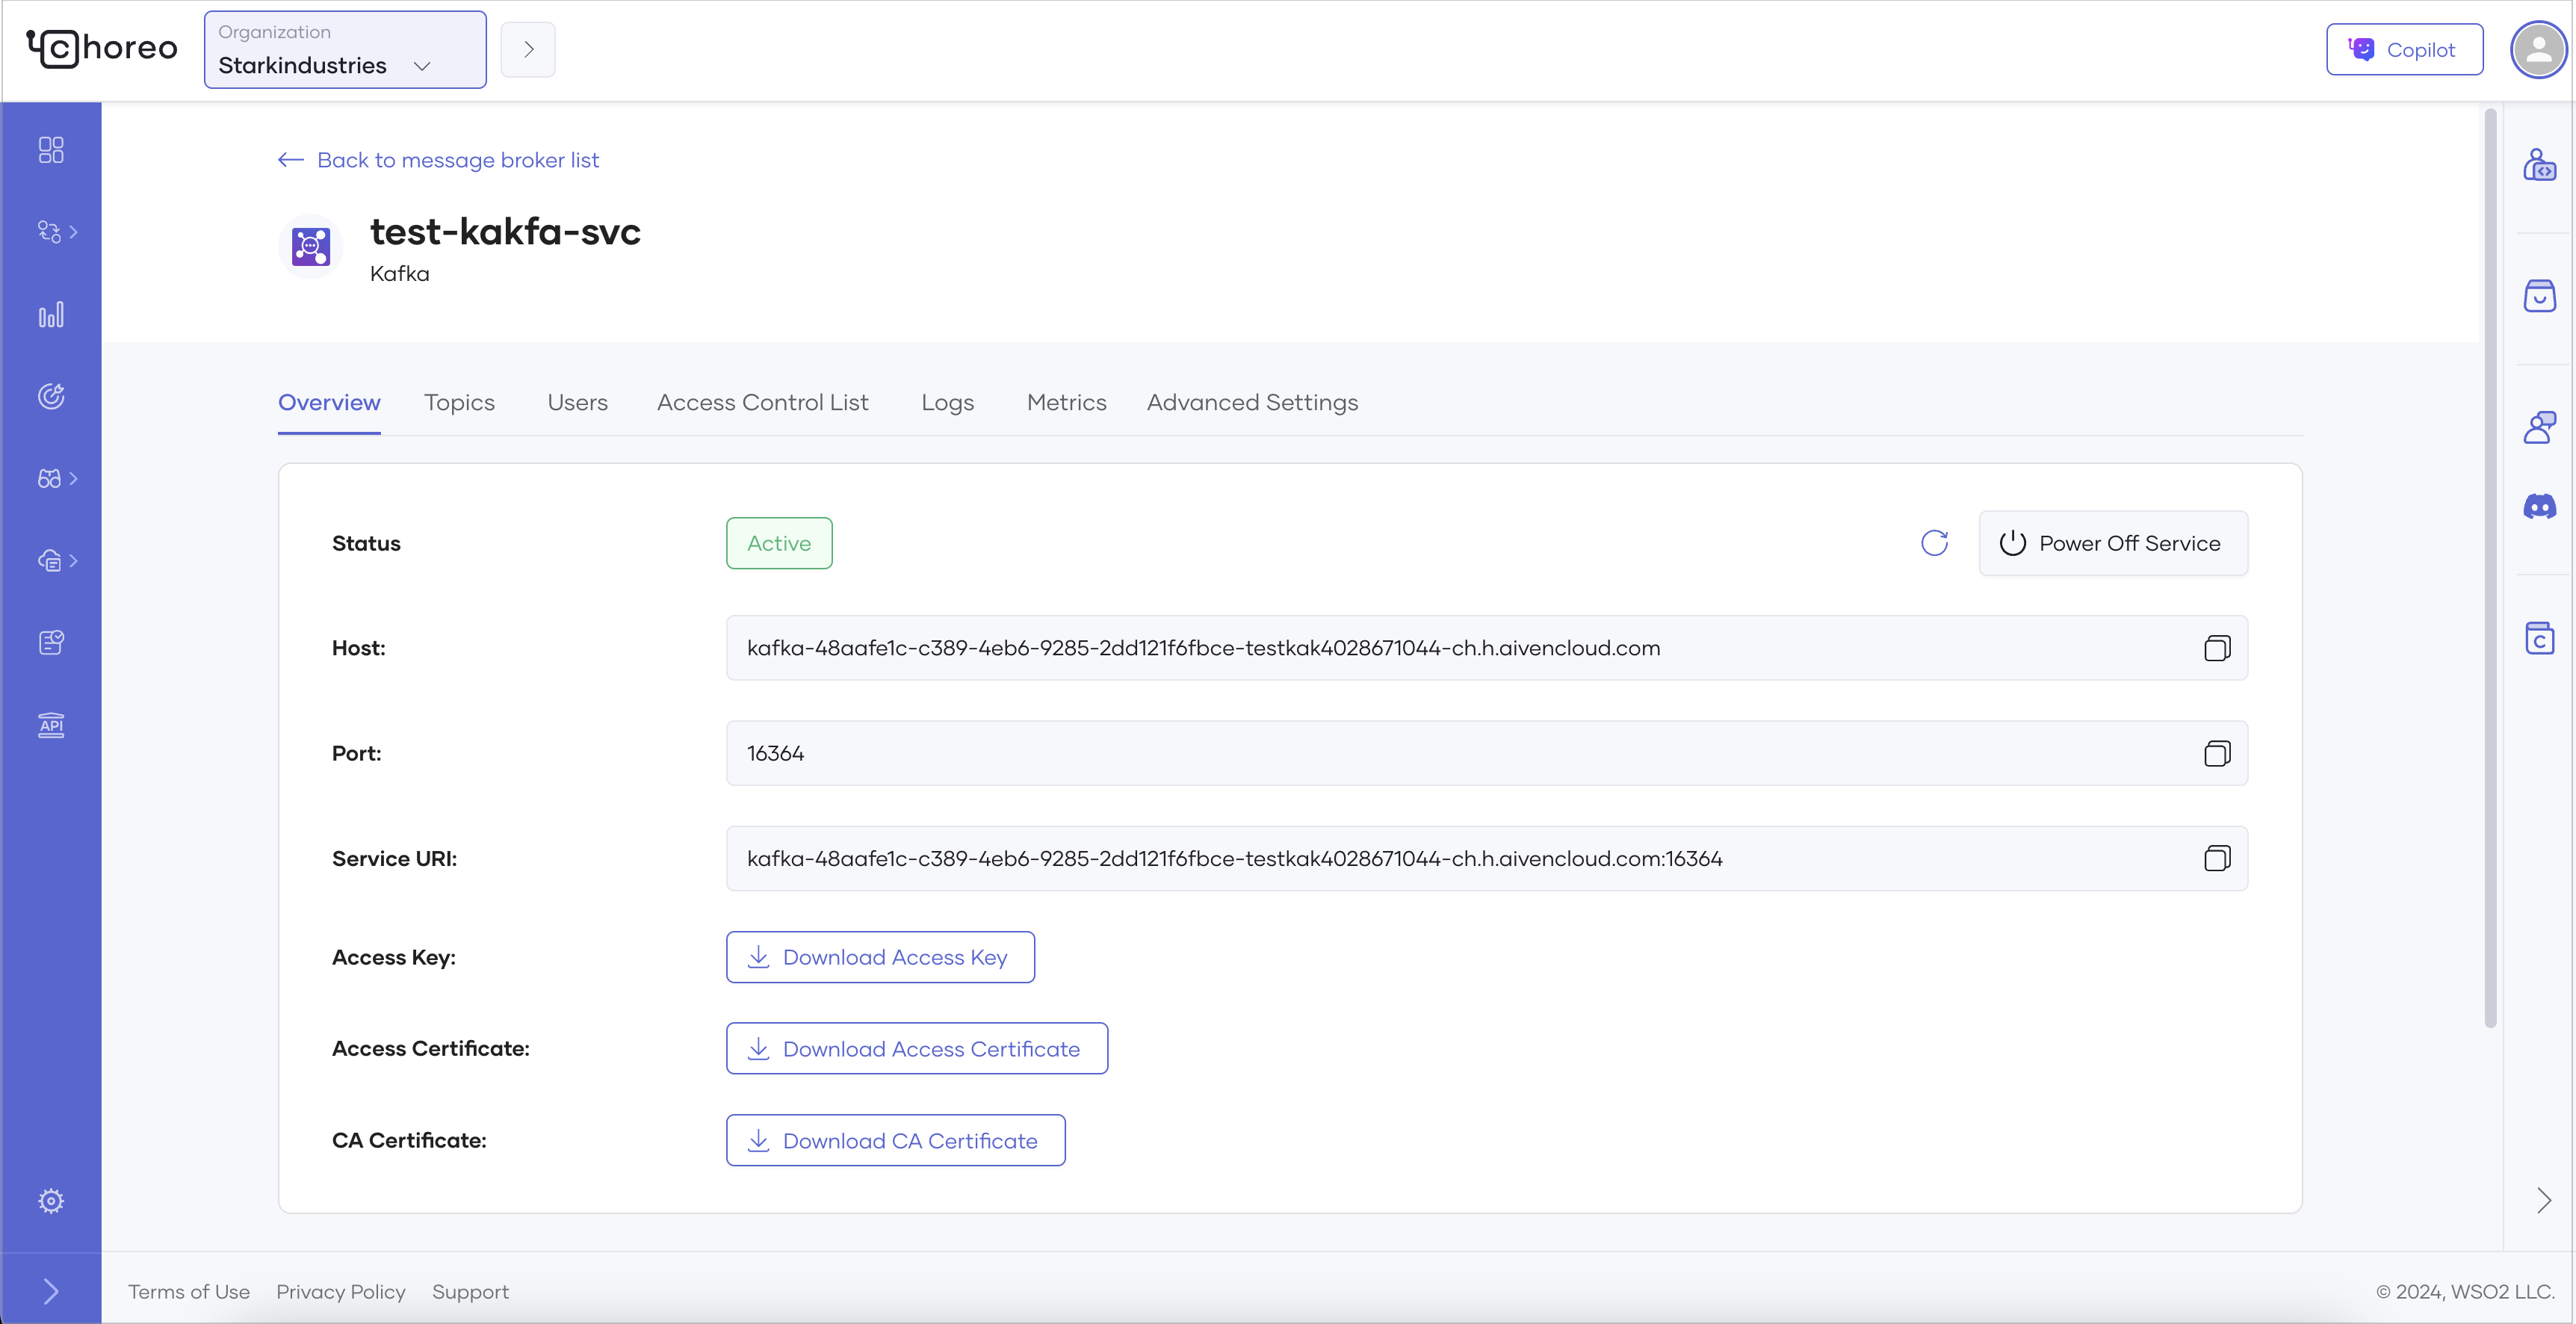 choreo
Organization
Starkindustries
Copilot
Back to message broker list
test-kakfa-svc
Kafka
Overview Topics Users Access Control List Logs Metrics Advanced Settings
Status Active Power Off Service
Host: kafka-48aafe1c-c389-4eb6-9285-2dd121f6fbce-testkak4028671044-ch.h.aivencloud.com
Port: 16364
Service URI: kafka-48aafe1c-c389-4eb6-9285-2dd121f6fbce-testkak4028671044-ch.h.aivencloud.com:16364
Access Key: Download Access Key
Access Certificate: Download Access Certificate
CA Certificate: Download CA Certificate
API
C
Terms of Use Privacy Policy Support © 2024, WSO2 LLC.